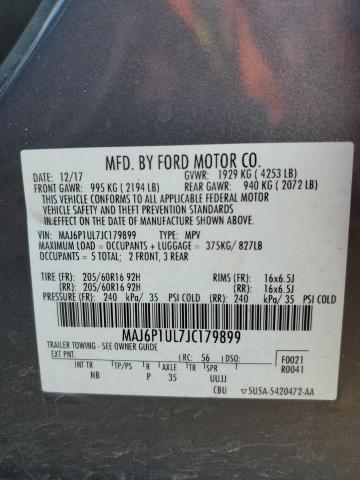 MFD. BY FORD MOTOR CO.
DATE: 12/17 GVWR: 1929 KG ( 4253 LB)
FRONT GAWR: 995 KG ( 2194 LB) REAR GAWR: 940 KG ( 2072 LB)
THIS VEHICLE CONFORMS TO ALL APPLICABLE FEDERAL MOTOR
VEHICLE SAFETY AND THEFT PREVENTION STANDARDS
IN EFFECT ON THE DATE OF MANUFACTURE SHOWN ABOVE.
VIN: MAJ6P1UL7JC179899 TYPE: MPV
MAXIMUM LOAD = OCCUPANTS + LUGGAGE = 375KG/ 827LB
OCCUPANTS = 5 TOTAL; 2 FRONT, 3 REAR
TIRE (FR): 205/60R16 92H RIMS (FR): 16x6.5J
(RR): 205/60R16 92H (RR): 16x6.5J
PRESSURE (FR): 240 kPA/ 35 PSI COLD (RR): 240 kPA/ 35 PSI COLD
MAJ6P1UL7JC179899
TRAILER TOWING - SEE OWNER GUIDE
EXT PNT: RC: 56 DSO: F0021
INT TR TP/PS R AXLE TR SPR R0041
NB P 35 UUJJ
CBU 5U5A-5420472-AA